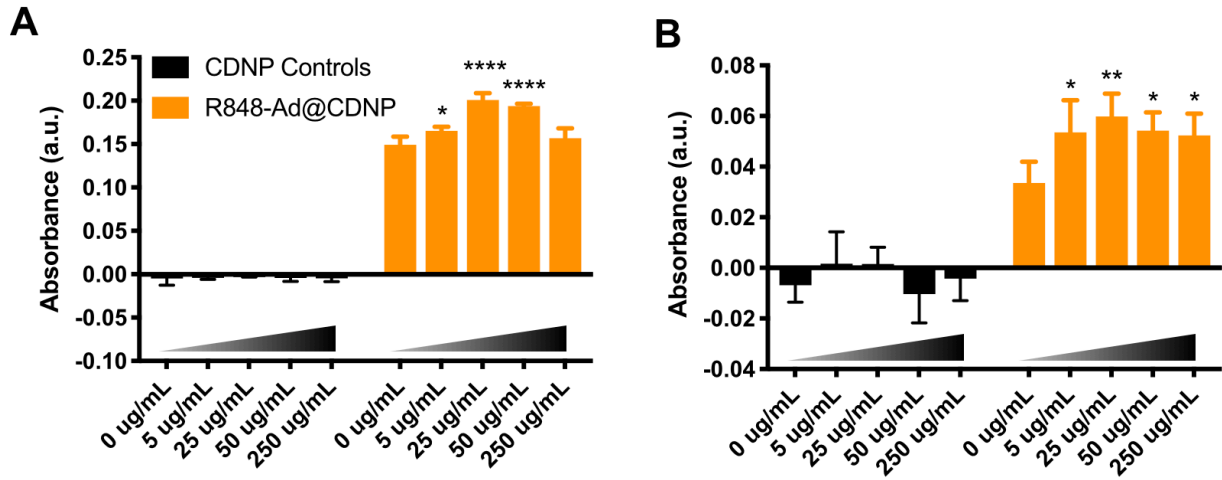 A
Absorbance (a.u.)
0.25
0.20
0.15
0.10
0.05
0.00
-0.05
-0.10
CDNP Controls
R848-Ad@CDNP
*
****
****
0 ug/mL
5 ug/mL
25 ug/mL
50 ug/mL
250 ug/mL
0 ug/mL
5 ug/mL
25 ug/mL
50 ug/mL
250 ug/mL
B
Absorbance (a.u.)
0.08
0.06
0.04
0.02
0.00
-0.02
-0.04
*
**
*
*
0 ug/mL
5 ug/mL
25 ug/mL
50 ug/mL
250 ug/mL
0 ug/mL
5 ug/mL
25 ug/mL
50 ug/mL
250 ug/mL